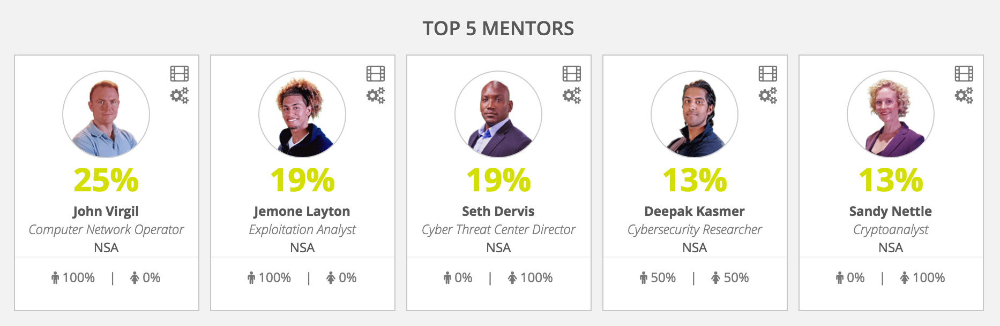 TOP 5 MENTORS
25%
John Virgil
Computer Network Operator
NSA
100% | 0%
19%
Jemone Layton
Exploitation Analyst
NSA
100% | 0%
19%
Seth Dervis
Cyber Threat Center Director
NSA
0% | 100%
13%
Deepak Kasmer
Cybersecurity Researcher
NSA
50% | 50%
13%
Sandy Nettle
Cryptoanalyst
NSA
0% | 100%